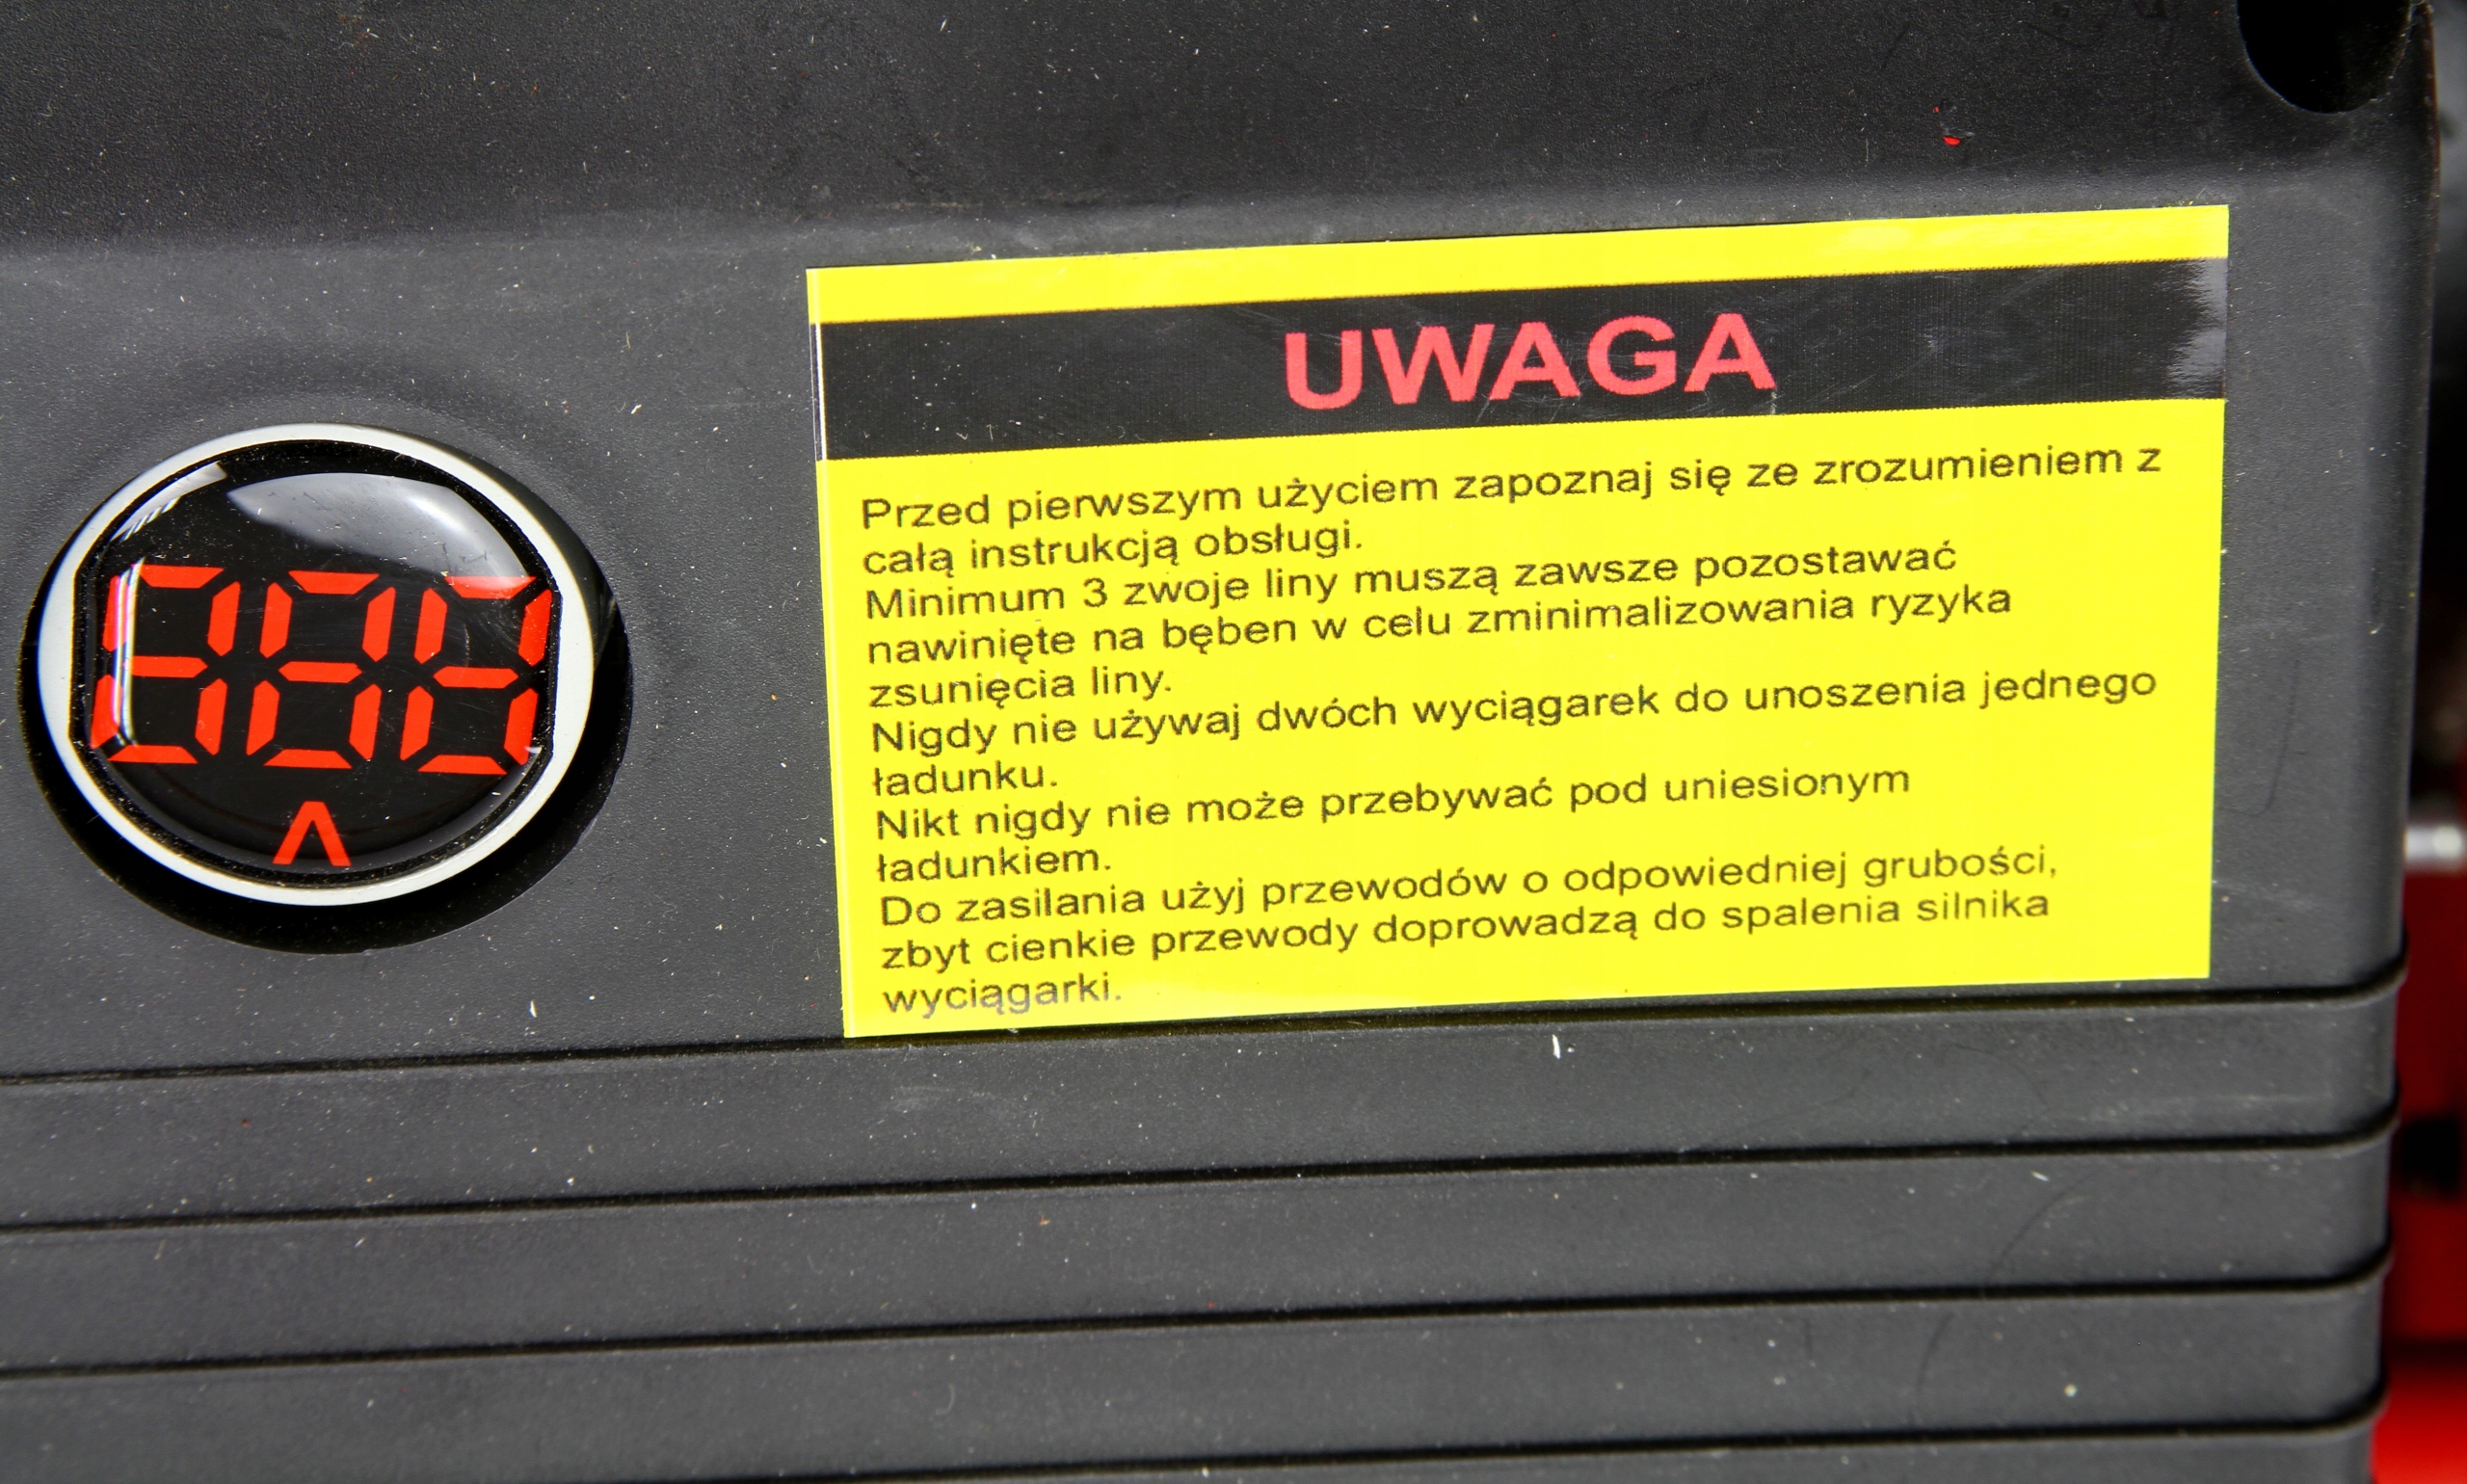 UWAGA
Przed pierwszym użyciem zapoznaj się ze zrozumieniem z
całą instrukcją obsługi.
Minimum 3 zwoje liny muszą zawsze pozostawać
nawinięte na bęben w celu zminimalizowania ryzyka
zsunięcia liny.
Nigdy nie używaj dwóch wyciągarek do unoszenia jednego
ładunku.
Nikt nigdy nie może przebywać pod uniesionym
ładunkiem.
Do zasilania użyj przewodów o odpowiedniej grubości,
zbyt cienkie przewody doprowadzą do spalenia silnika
wyciągarki.
888